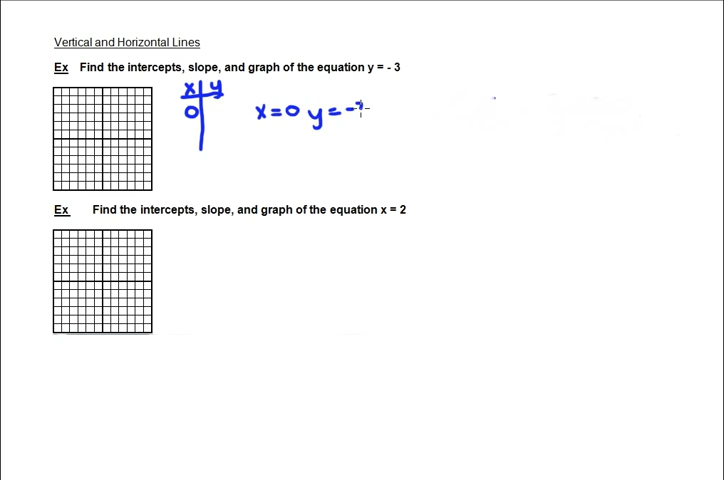 Vertical and Horizontal Lines
Ex Find the intercepts, slope, and graph of the equation y = - 3
x y
0 x = 0 y = -
Ex Find the intercepts, slope, and graph of the equation x = 2